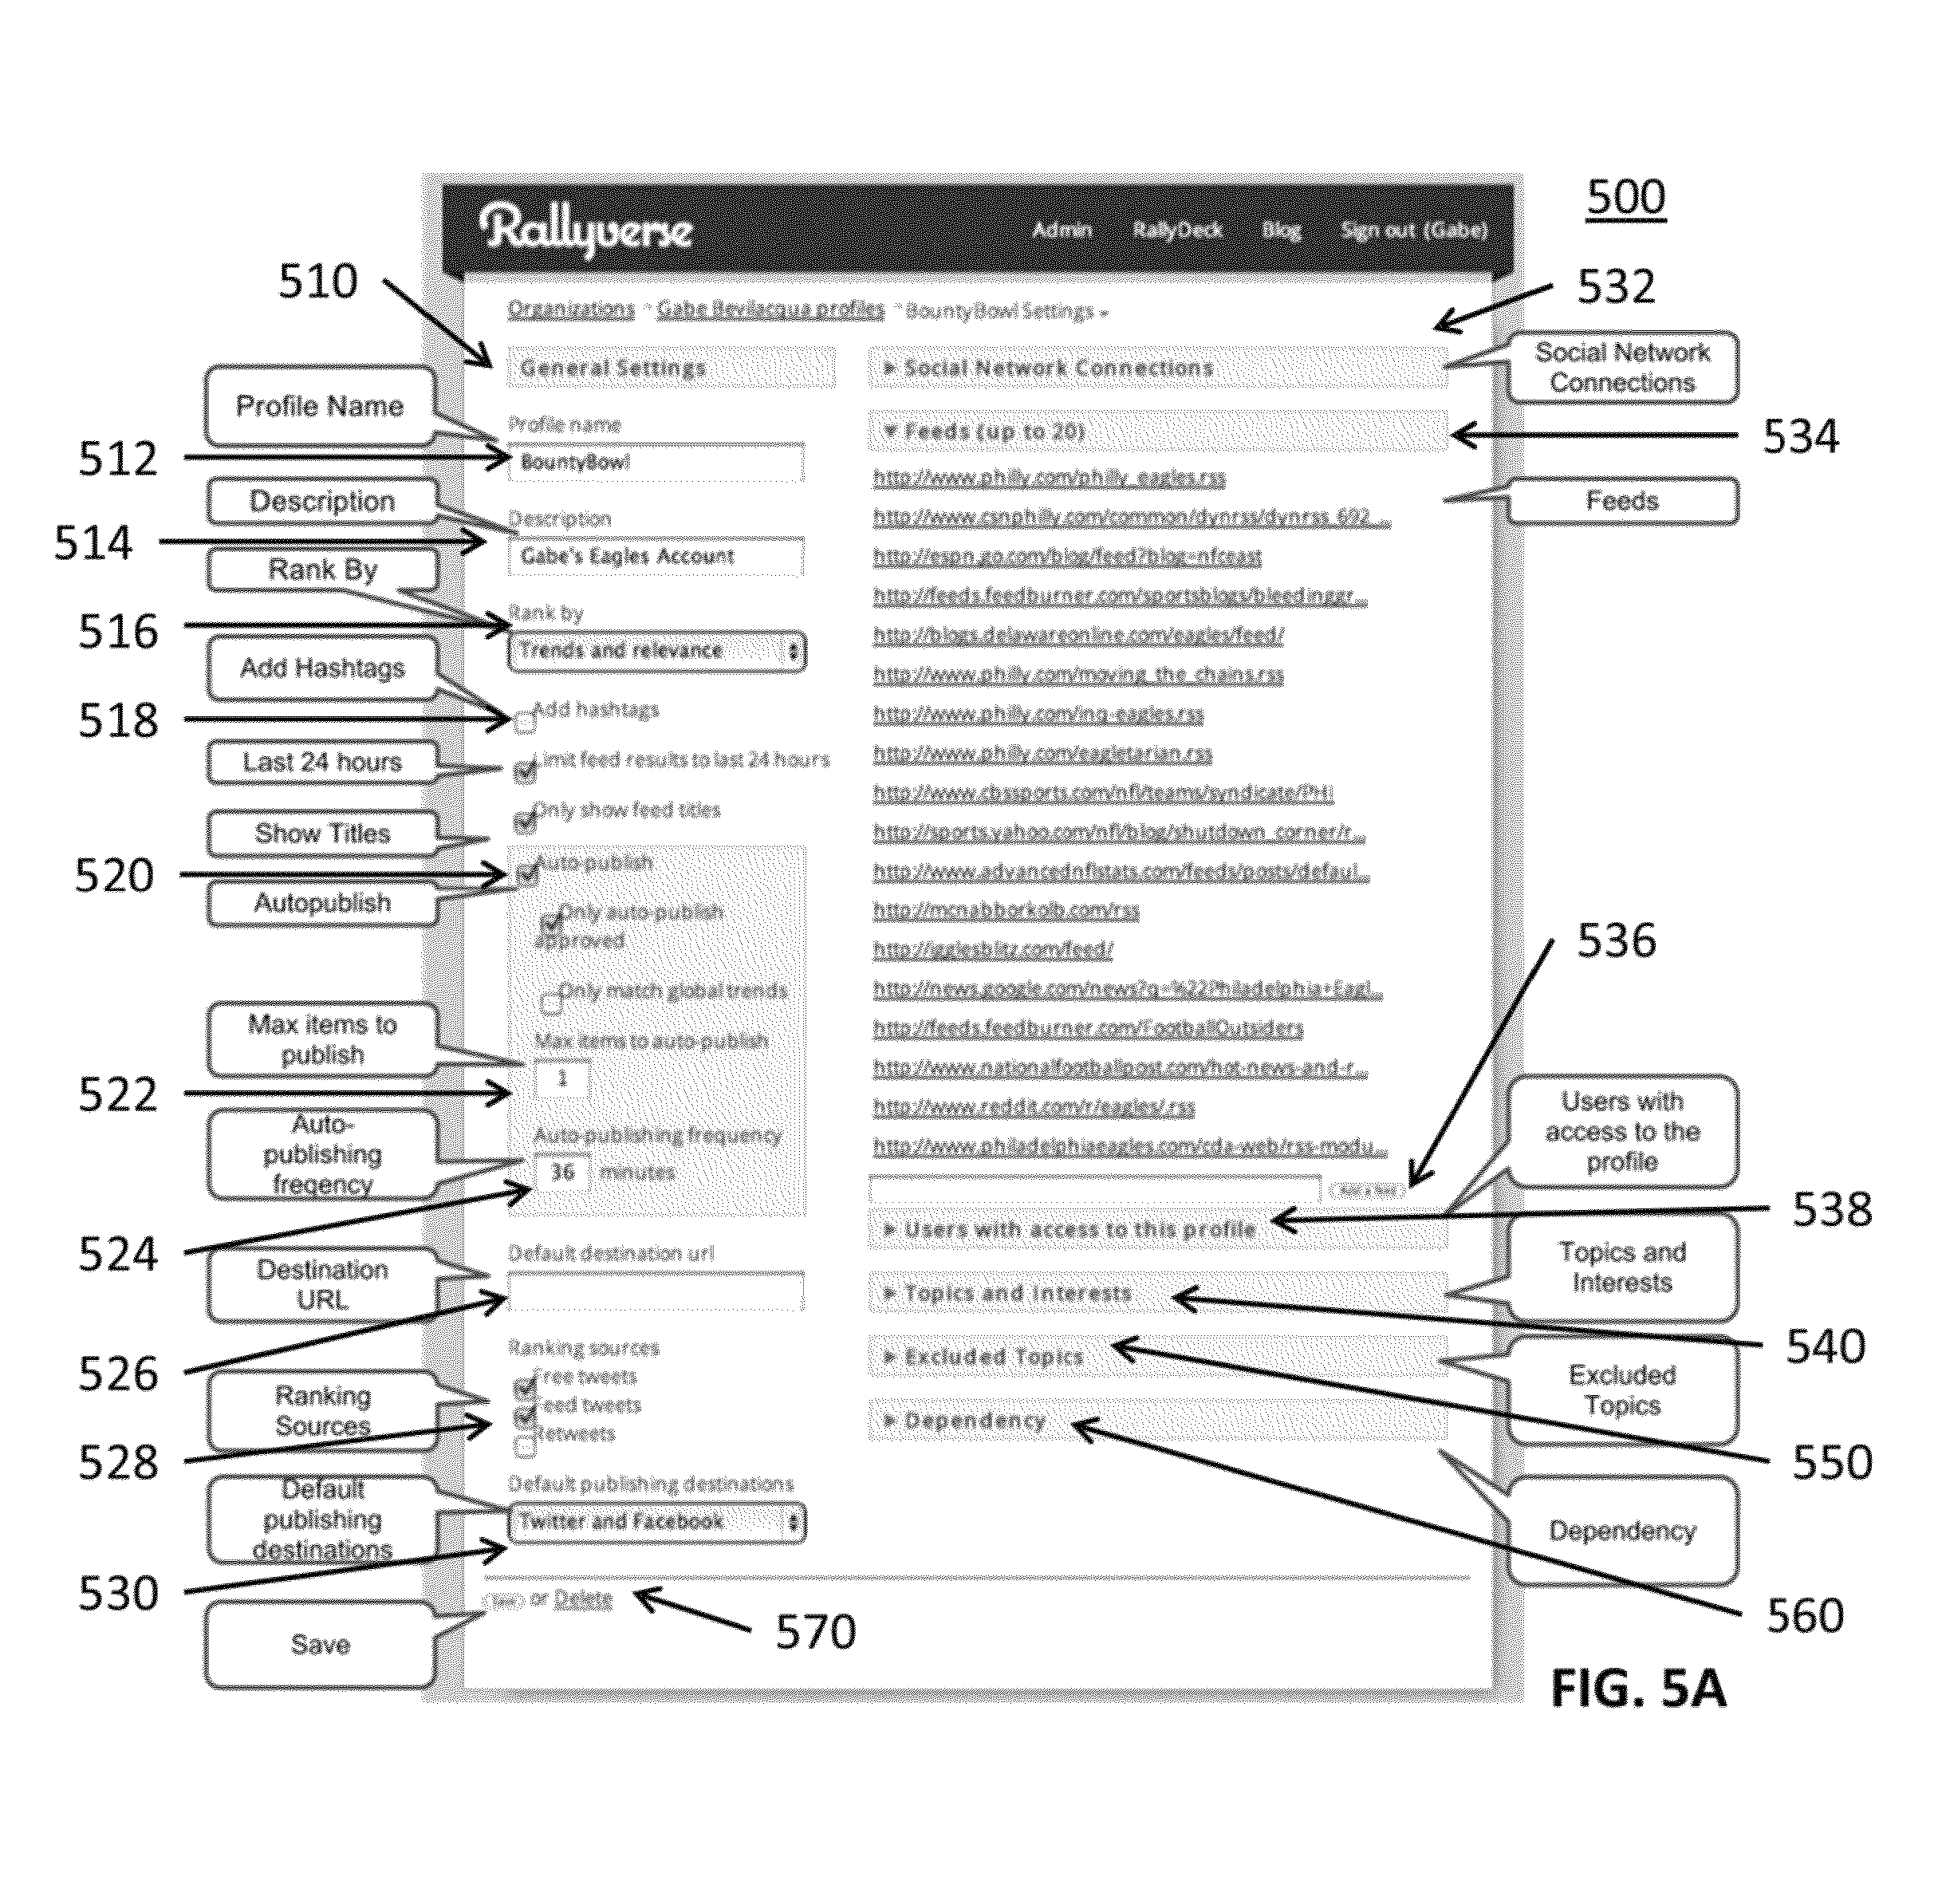 500
Rallyverse
Admin RallyDeck Blog Sign out (Gabe)
510
532
Organizations Gabe Bevilacqua profiles BountyBowl Settings
General Settings
Profile Name
Profile name
512
BountyBowl
Description
Description
514
Gabe's Eagles Account
Rank By
Rank by
516
Trends and relevance
Add Hashtags
518
Add hashtags
Last 24 hours
Limit feed results to last 24 hours
Show Titles
Only show feed titles
520
Auto-publish
Autopublish
Only auto-publish
approved
Only match global trends
Max items to
publish
Max items to auto-publish
1
522
Auto-
publishing
freqency
Auto-publishing frequency
36 minutes
524
Destination
URL
Default destination url
526
Ranking sources
Ranking
Sources
Free tweets
Feed tweets
Retweets
528
Default
publishing
destinations
Default publishing destinations
Twitter and Facebook
530
or Delete
570
Save
Social Network Connections
Social Network
Connections
Feeds (up to 20)
534
Feeds
http://www.philly.com/philly_eagles.rss
http://www.csnphilly.com/common/dynrss/dynrss_692_...
http://espn.go.com/blog/feed?blog=nfceast
http://feeds.feedburner.com/sportsblogs/bleedinggr...
http://blogs.delawareonline.com/eagles/feed/
http://www.philly.com/moving_the_chains.rss
http://www.philly.com/inq-eagles.rss
http://www.philly.com/eagletarian.rss
http://www.cbssports.com/nfl/teams/syndicate/PHI
http://sports.yahoo.com/nfl/blog/shutdown_corner/r...
http://www.advancednflstats.com/feeds/posts/defaul...
http://mcnabborkolb.com/rss
http://igglesblitz.com/feed/
http://news.google.com/news?q=%22Philadelphia+Eagl...
http://feeds.feedburner.com/FootballOutsiders
http://www.nationalfootballpost.com/hot-news-and-r...
http://www.reddit.com/r/eagles/.rss
http://www.philadelphiaeagles.com/cda-web/rss-modu...
536
Add a feed
Users with
access to the
profile
Users with access to this profile
538
Topics and Interests
Topics and
Interests
540
Excluded Topics
Excluded
Topics
550
Dependency
Dependency
560
FIG. 5A